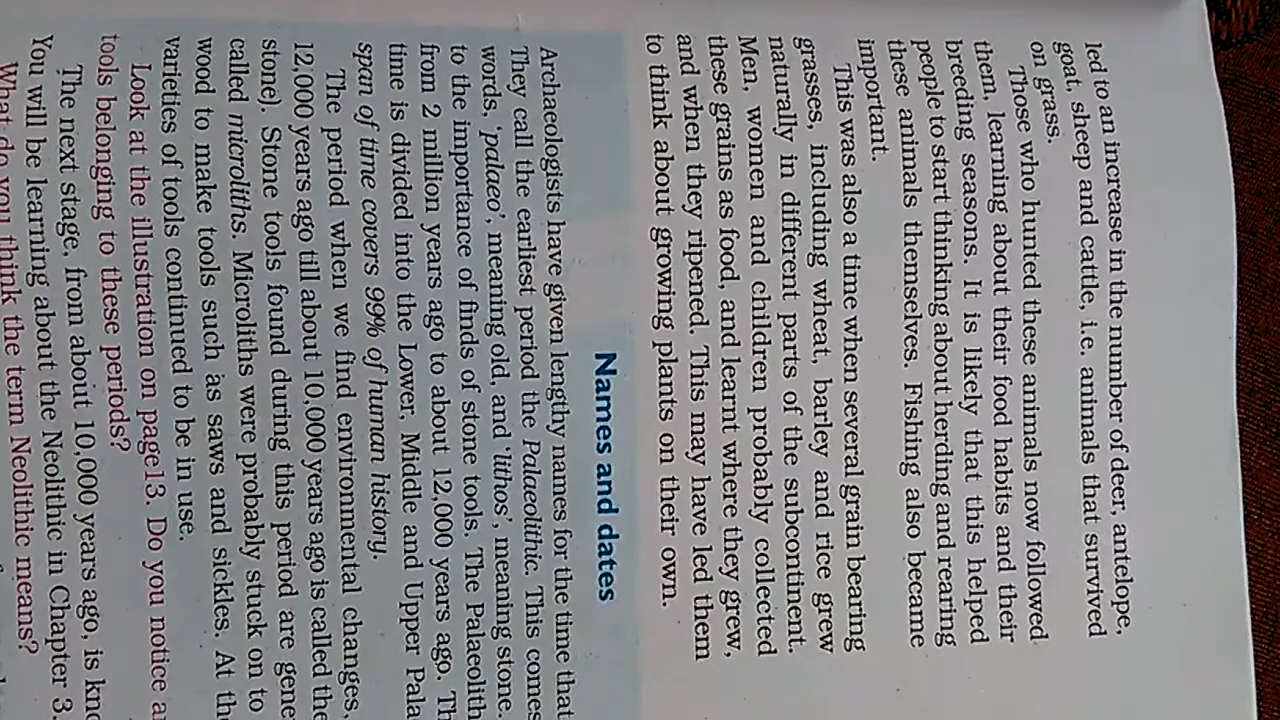 led to an increase in the number of deer, antelope,
goat, sheep and cattle, i.e. animals that survived
on grass.
Those who hunted these animals now followed
them, learning about their food habits and their
breeding seasons. It is likely that this helped
people to start thinking about herding and rearing
these animals themselves. Fishing also became
important.
This was also a time when several grain bearing
grasses, including wheat, barley and rice grew
naturally in different parts of the subcontinent.
Men, women and children probably collected
these grains as food, and learnt where they grew,
and when they ripened. This may have led them
to think about growing plants on their own.
Names and dates
Archaeologists have given lengthy names for the time that
They call the earliest period the Palaeolithic. This comes
words, ‘palaeo’, meaning old, and ‘lithos’, meaning stone.
to the importance of finds of stone tools. The Palaeolith
from 2 million years ago to about 12,000 years ago. Th
time is divided into the Lower, Middle and Upper Pala
span of time covers 99% of human history.
The period when we find environmental changes,
12,000 years ago till about 10,000 years ago is called the
stone). Stone tools found during this period are gene
called microliths. Microliths were probably stuck on to
wood to make tools such as saws and sickles. At the
varieties of tools continued to be in use.
Look at the illustration on page13. Do you notice a
tools belonging to these periods?
The next stage, from about 10,000 years ago, is kno
You will be learning about the Neolithic in Chapter 3.
What do you think the term Neolithic means?